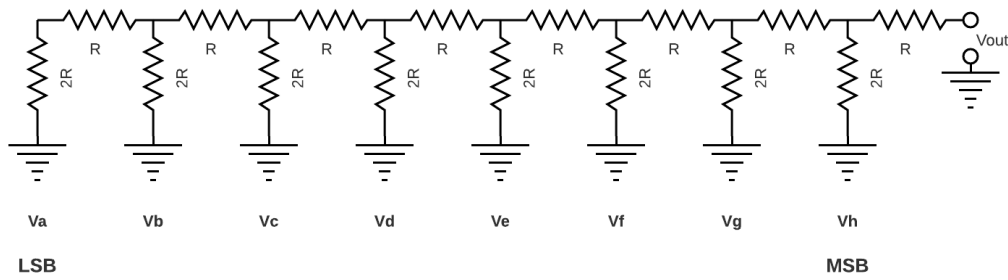 Vout
R R R R R R R R
2R 2R 2R 2R 2R 2R 2R 2R
Va Vb Vc Vd Ve Vf Vg Vh
LSB MSB